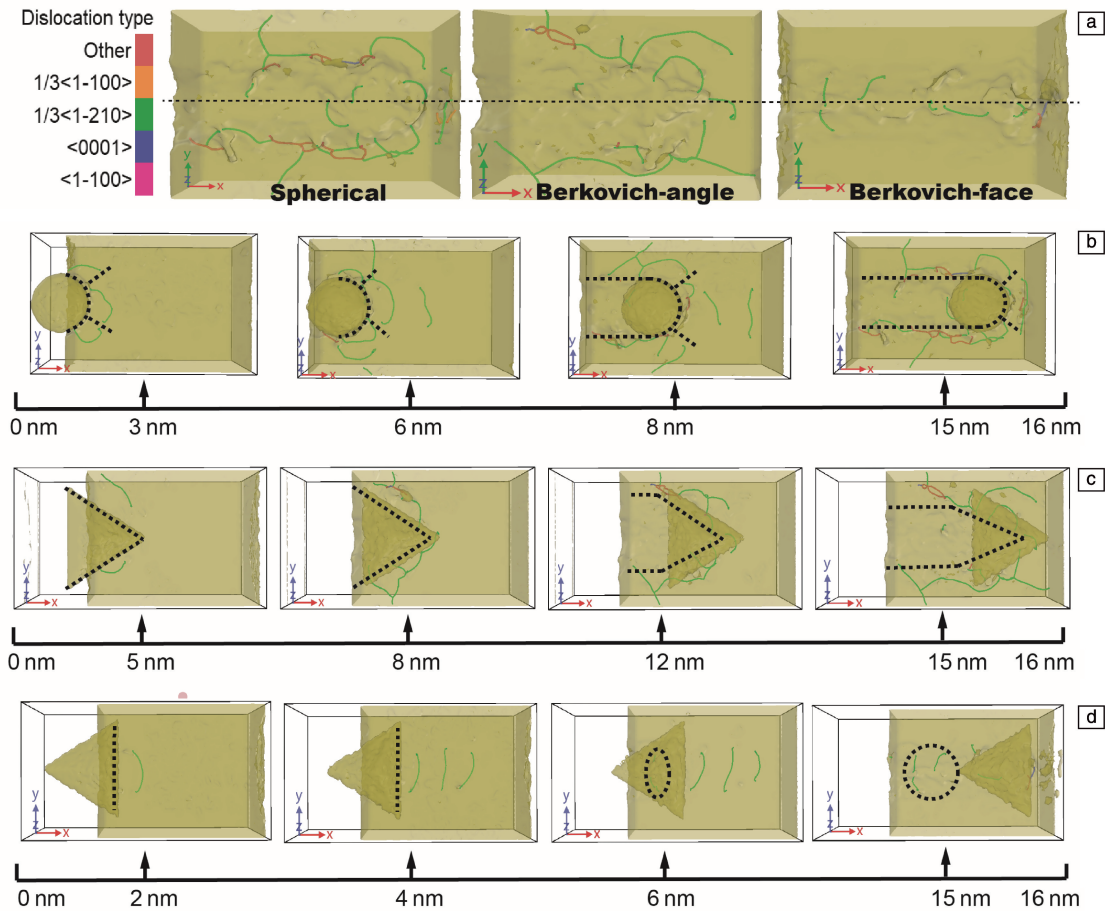 Dislocation type
Other
1/3<1-100>
1/3<1-210>
<0001>
<1-100>
a
y
z
x
Spherical
y
z
x
Berkovich-angle
y
z
x
Berkovich-face
b
y
z
x
y
z
x
y
z
x
y
z
x
0 nm
3 nm
6 nm
8 nm
15 nm
16 nm
c
y
z
x
y
z
x
y
z
x
y
z
x
0 nm
5 nm
8 nm
12 nm
15 nm
16 nm
d
y
z
x
y
z
x
y
z
x
y
z
x
0 nm
2 nm
4 nm
6 nm
15 nm
16 nm